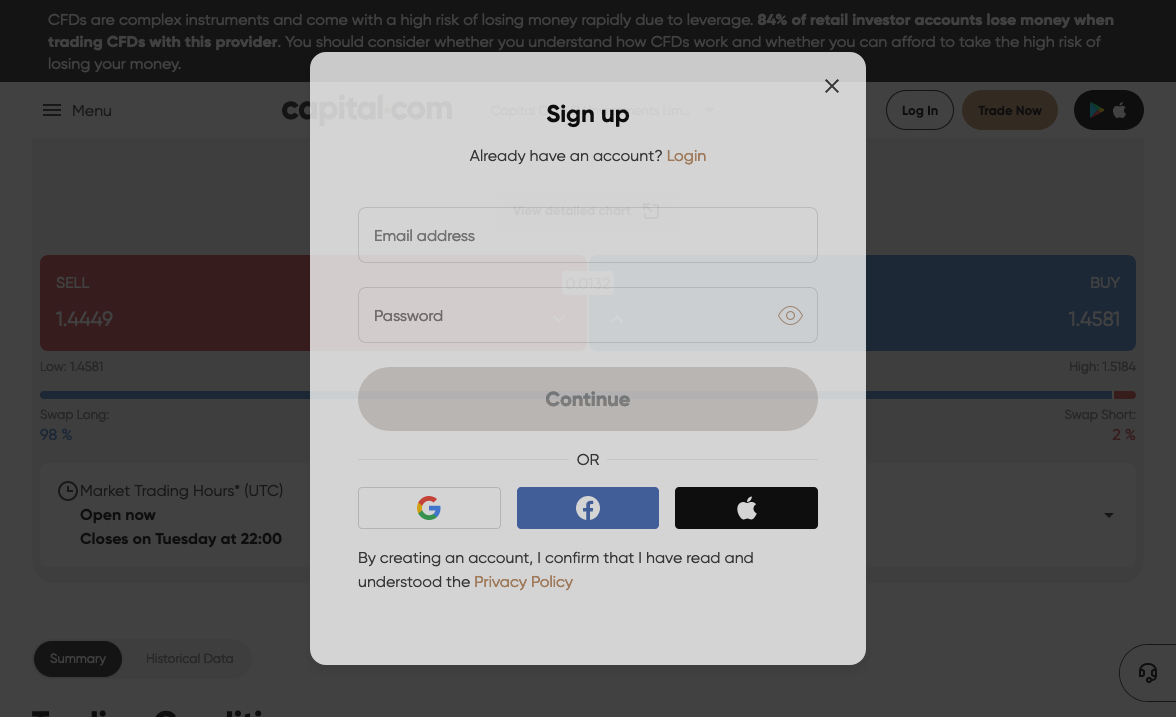 CFDs are complex instruments and come with a high risk of losing money rapidly due to leverage. 84% of retail investor accounts lose money when
trading CFDs with this provider. You should consider whether you understand how CFDs work and whether you can afford to take the high risk of
losing your money.
Menu
capital.com
Log In
Trade Now
Sign up
Already have an account? Login
View detailed chart
Email address
SELL
0.0132
BUY
1.4449
Password
1.4581
Low: 1.4581
High: 1.5184
Continue
Swap Long:
Swap Short:
98 %
2 %
OR
Market Trading Hours* (UTC)
Open now
Closes on Tuesday at 22:00
By creating an account, I confirm that I have read and
understood the Privacy Policy
Summary
Historical Data